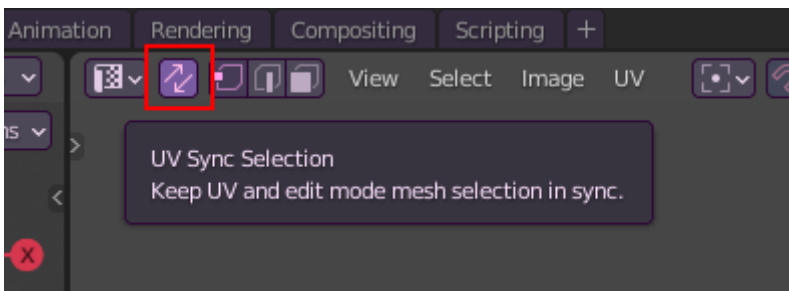 Animation Rendering Compositing Scripting +
View Select Image UV
ns
UV Sync Selection
Keep UV and edit mode mesh selection in sync.
X